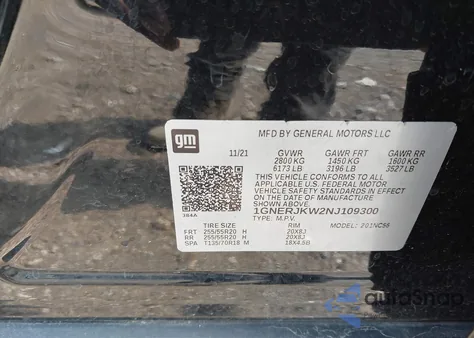 gm
MFD BY GENERAL MOTORS LLC
11/21 GVWR GAWR FRT GAWR RR
2800 KG 1450 KG 1600 KG
6173 LB 3196 LB 3527 LB
THIS VEHICLE CONFORMS TO ALL
APPLICABLE U.S. FEDERAL MOTOR
VEHICLE SAFETY STANDARDS IN EFFECT
ON THE DATE OF MANUFACTURE
SHOWN ABOVE.
1GNERJKW2NJ109300
TYPE: M.P.V.
TIRE SIZE RIM MODEL:
FRT 255/55R20 H 20X8J
RR 255/55R20 H 20X8J
SPA T135/70R18 M 18X4.5B
autoSnap